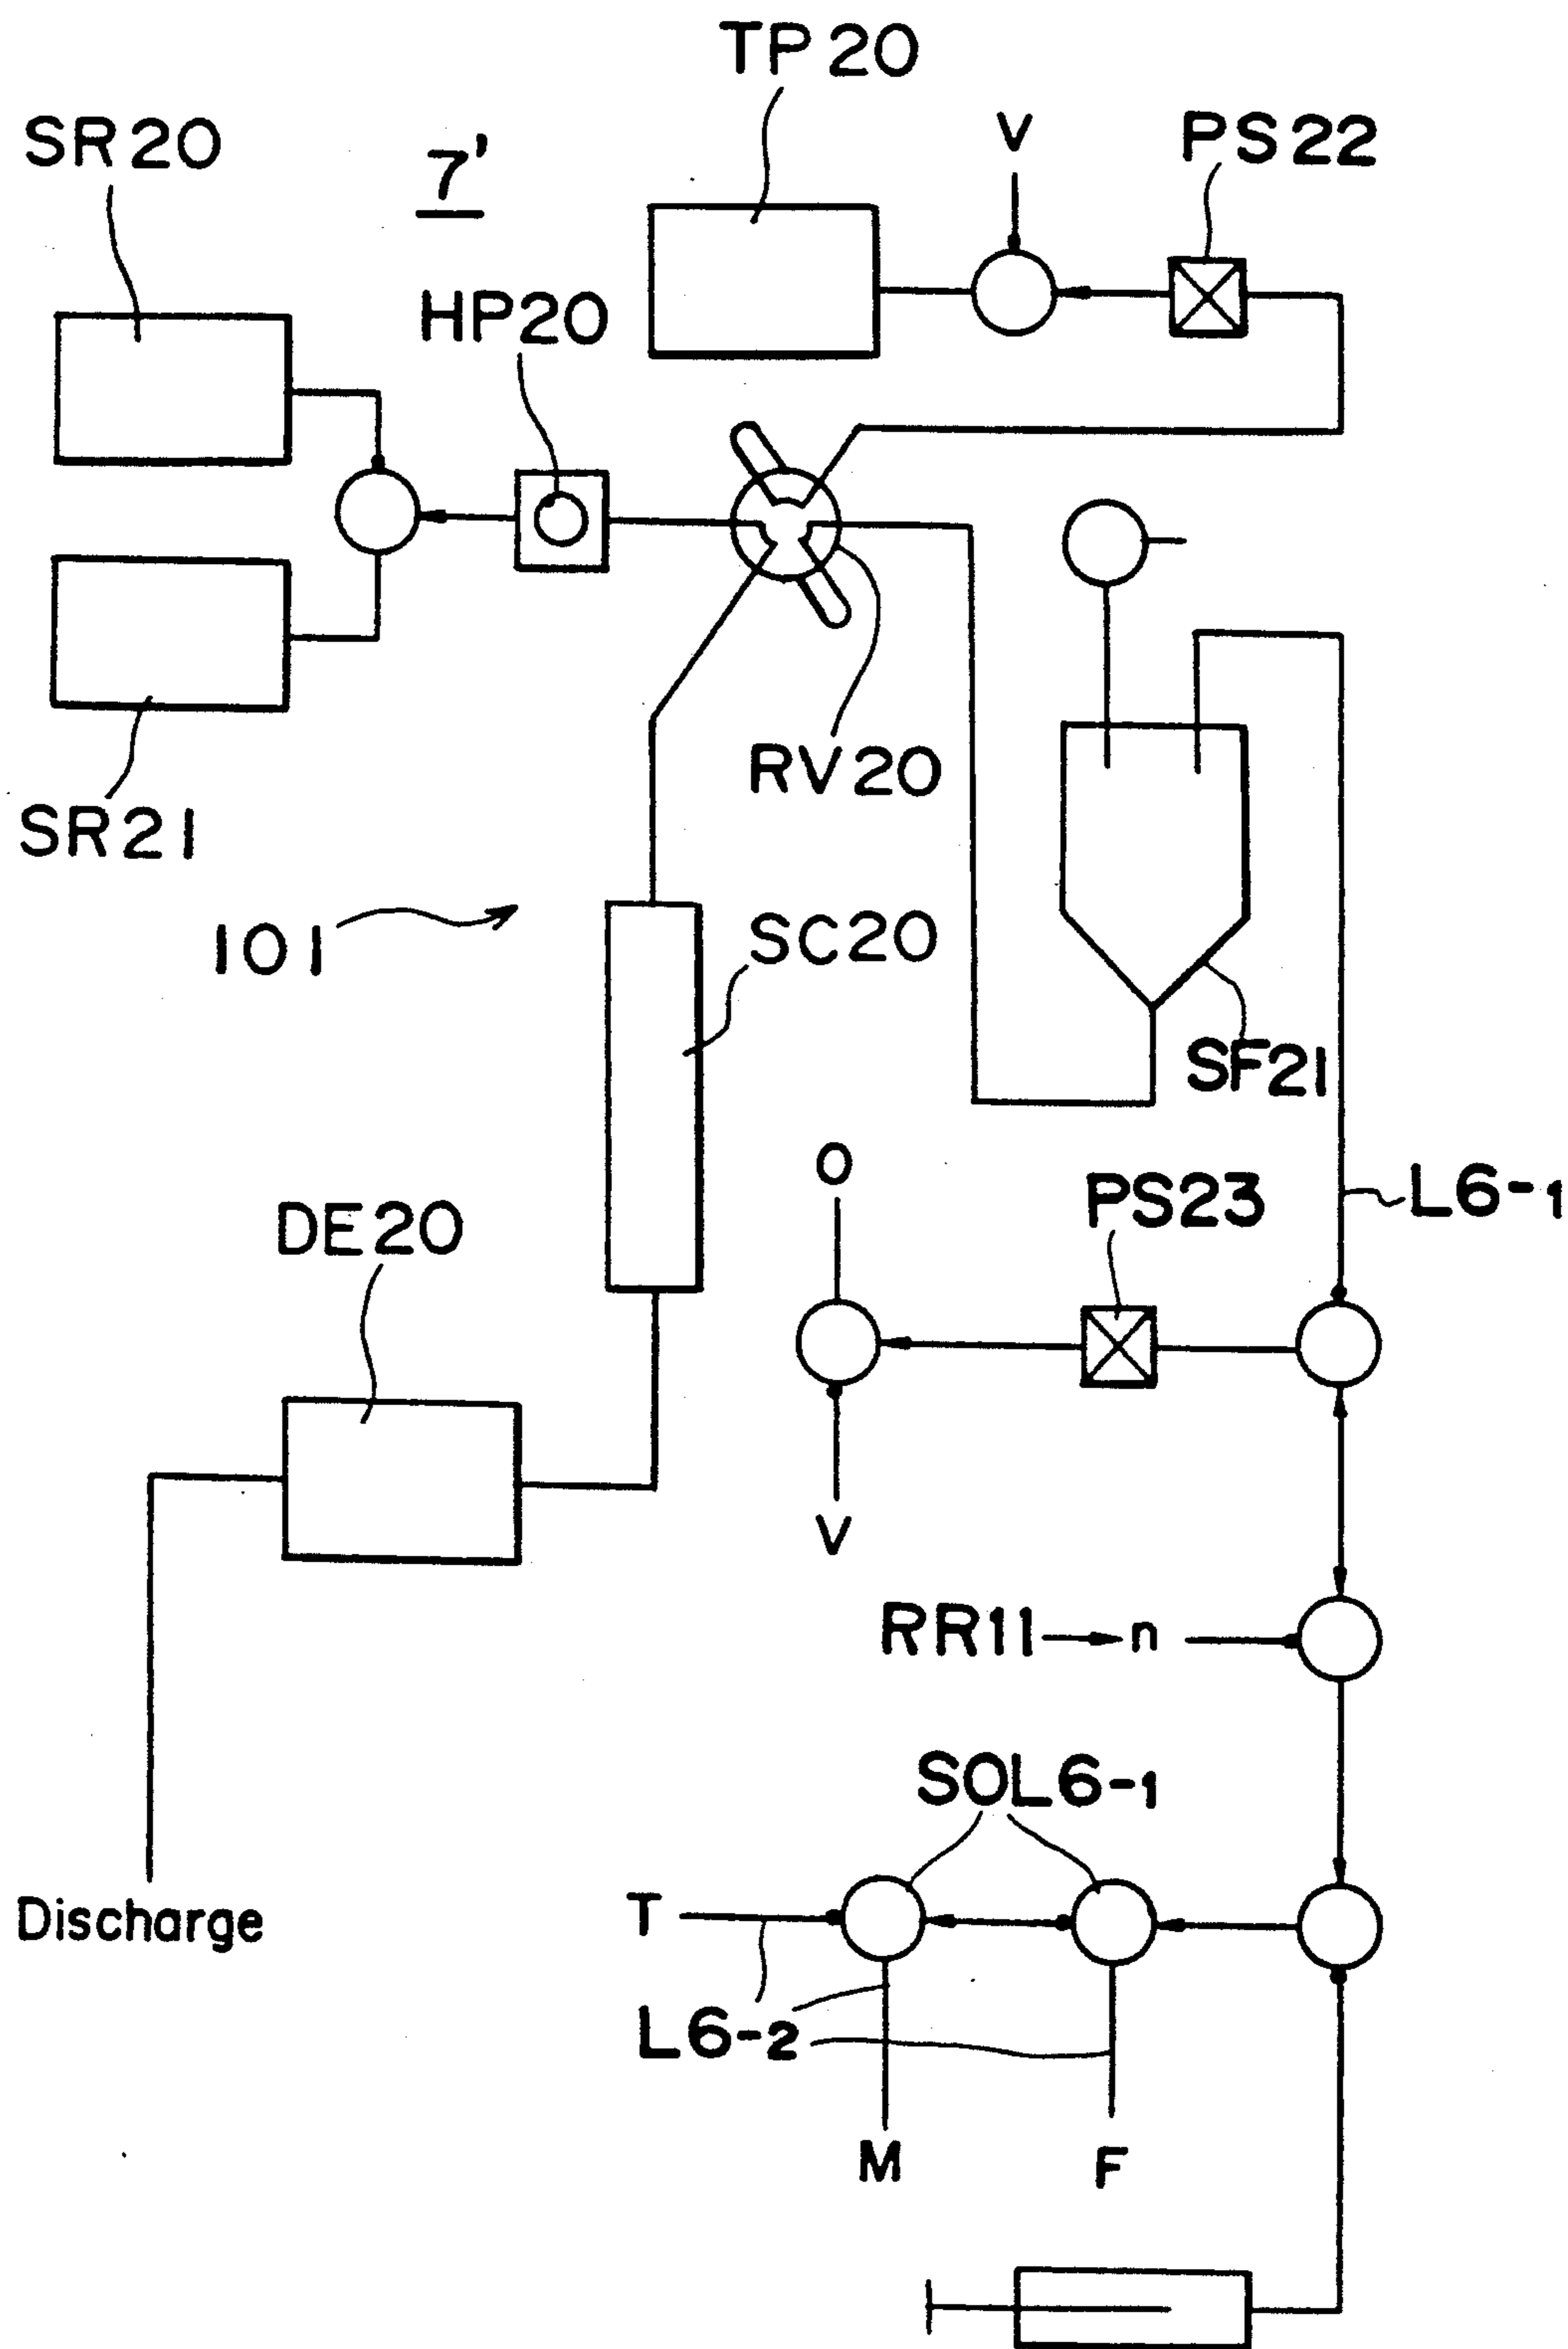 TP20
SR20
7'
V
PS22
HP20
RV20
SR21
101
SC20
SF21
O
PS23
L6-1
DE20
V
RR11 → n
SOL6-1
T
Discharge
L6-2
M
F